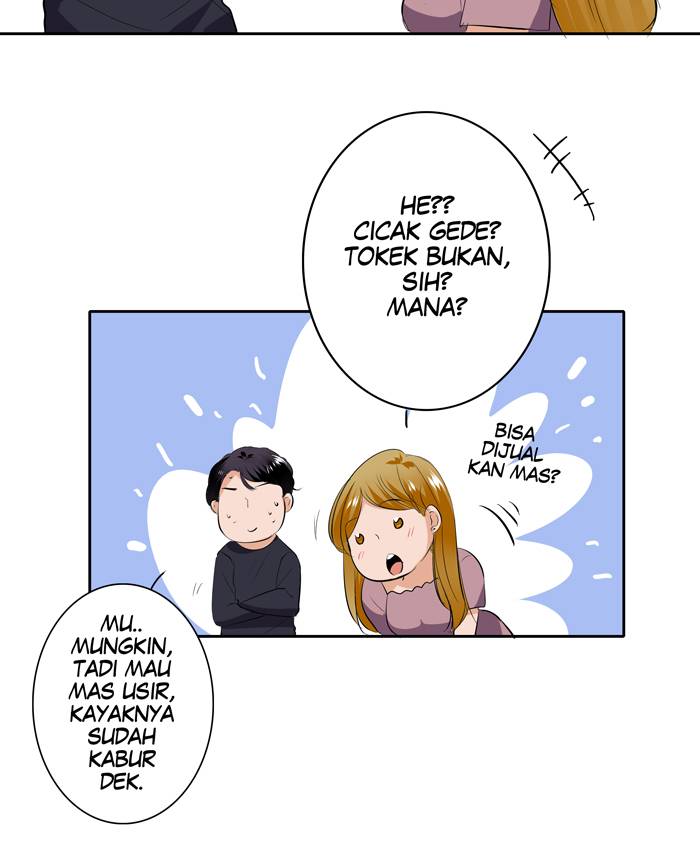 HE??
CICAK GEDE?
TOKEK BUKAN,
SIH?
MANA?
BISA
DIJUAL
KAN MAS?
MU..
MUNGKIN,
TADI MAU
MAS USIR,
KAYAKNYA
SUDAH
KABUR
DEK.